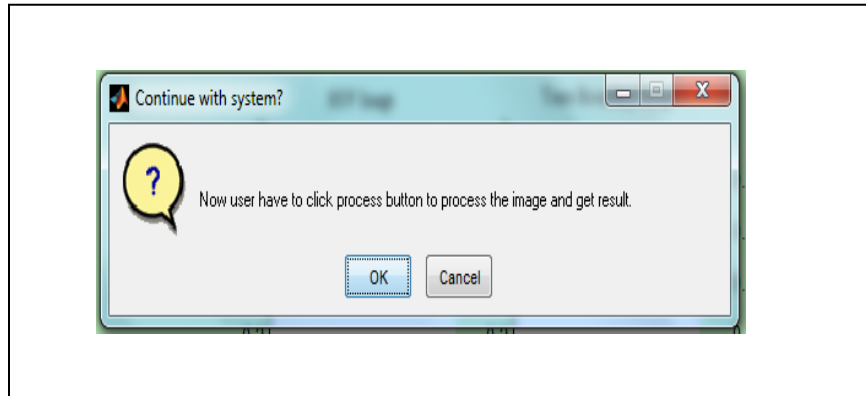 Continue with system?
X
?
Now user have to click process button to process the image and get result.
OK
Cancel